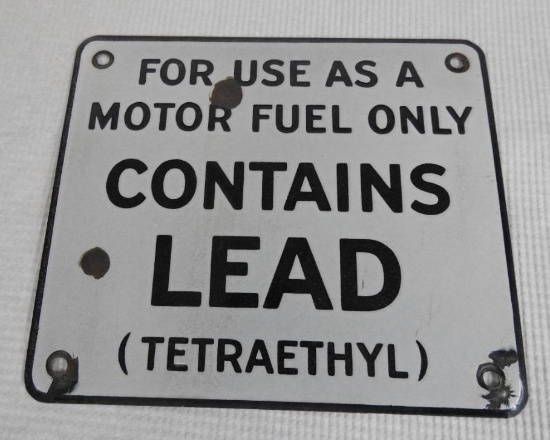 FOR USE AS A
MOTOR FUEL ONLY
CONTAINS
LEAD
(TETRAETHYL)